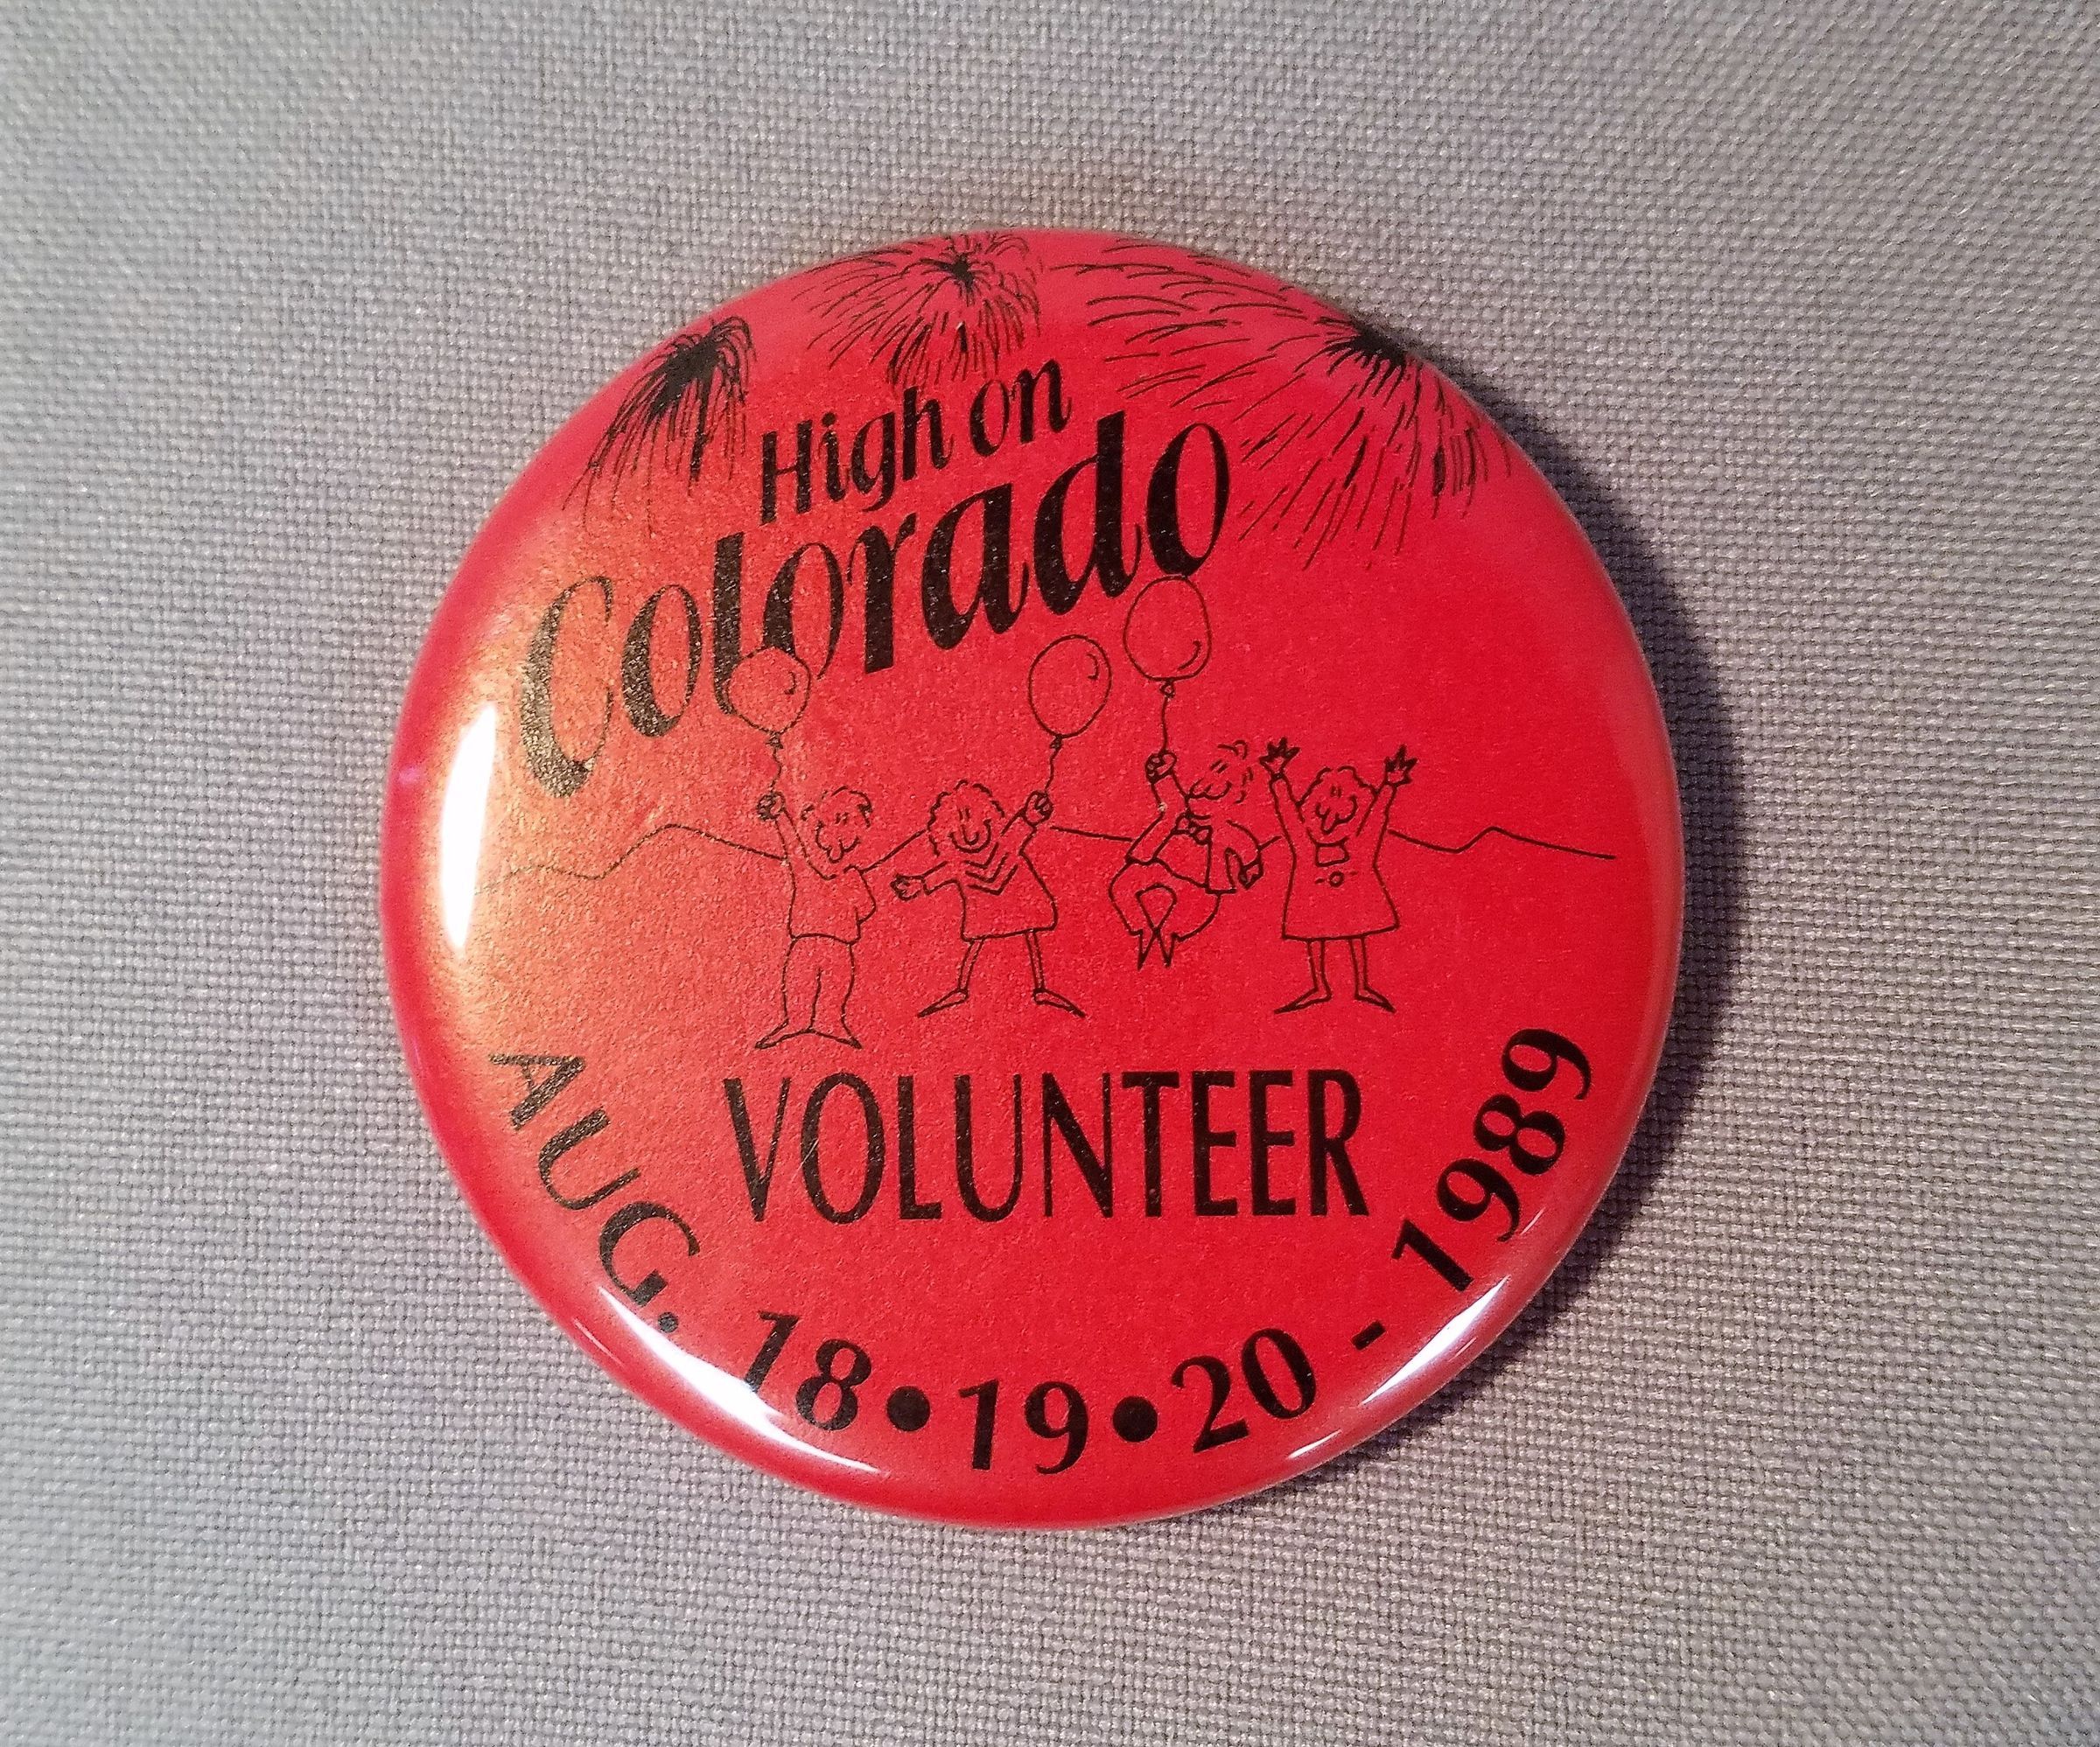 High on
Colorado
VOLUNTEER
AUG. 18•19•20 - 1989